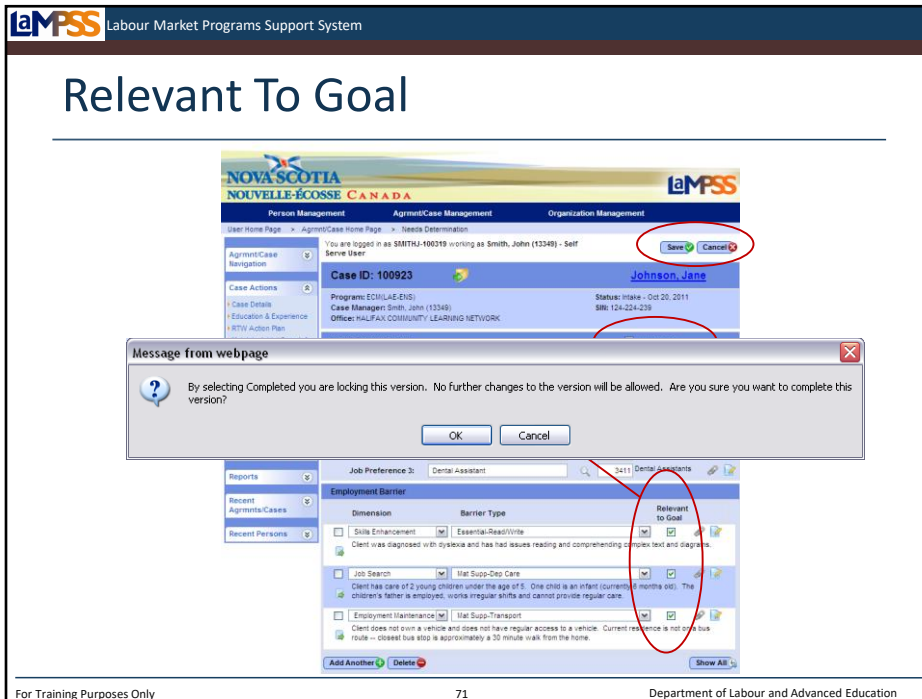 LaMPSS Labour Market Programs Support System
Relevant To Goal
NOVA SCOTIA
NOUVELLE-ÉCOSSE CANADA
LaMPSS
Person Management Agrmnt/Case Management Organization Management
User Home Page > Agrmnt/Case Home Page > Needs Determination
Agrmnt/Case Navigation
Case Actions
Case Details
Education & Experience
RTW Action Plan
You are logged in as SMITHJ-100319 working as Smith, John (13349) - Self
Serve User
Save Cancel
Case ID: 100923 Johnson, Jane
Program: ECM(LAE-ENS) Status: Intake - Oct 20, 2011
Case Manager: Smith, John (13349) SIN: 124-224-239
Office: HALIFAX COMMUNITY LEARNING NETWORK
Message from webpage
By selecting Completed you are locking this version. No further changes to the version will be allowed. Are you sure you want to complete this
version?
OK Cancel
Reports
Recent Agrmnts/Cases
Recent Persons
Job Preference 3: Dental Assistant 3411 Dental Assistants
Employment Barrier
Dimension Barrier Type Relevant to Goal
Skills Enhancement Essential-Read/Write
Client was diagnosed with dyslexia and has had issues reading and comprehending complex text and diagrams.
Job Search Mat Supp-Dep Care
Client has care of 2 young children under the age of 5. One child is an infant (currently 8 months old). The
children's father is employed, works irregular shifts and cannot provide regular care.
Employment Maintenance Mat Supp-Transport
Client does not own a vehicle and does not have regular access to a vehicle. Current residence is not on a bus
route -- closest bus stop is approximately a 30 minute walk from the home.
Add Another Delete Show All
For Training Purposes Only 71 Department of Labour and Advanced Education